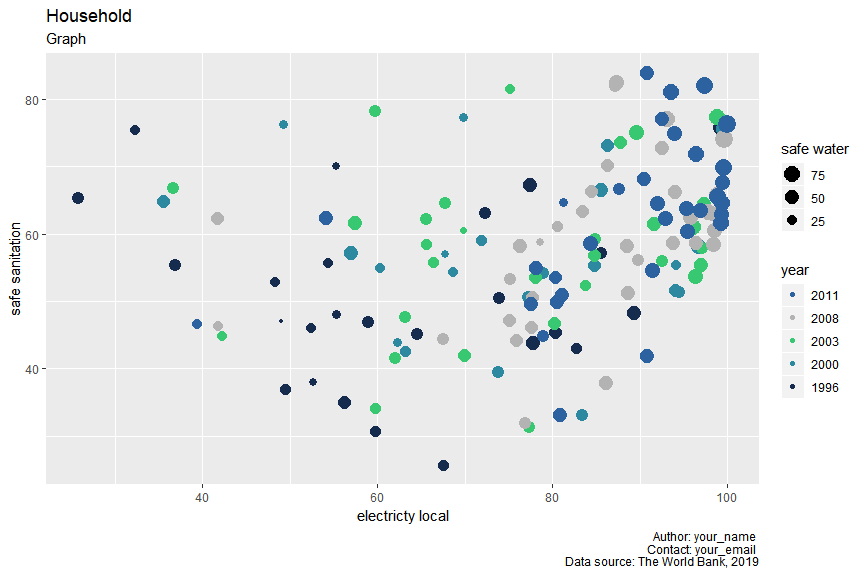 Household
Graph
safe sanitation
80
60
40
40 60 80 100
electricty local
safe water
75
50
25
year
2011
2008
2003
2000
1996
Author: your_name
Contact: your_email
Data source: The World Bank, 2019